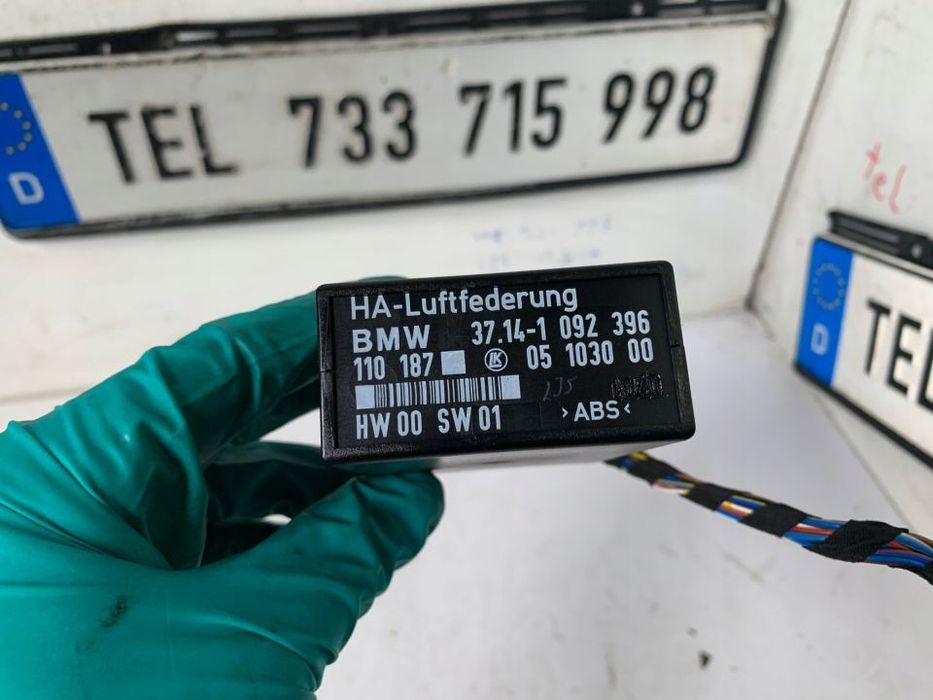 TEL 733 715 998
D
tel.
D
TEL
HA-Luftfederung
BMW 37.14-1 092 396
110 187 LK 05 1030 00
HW 00 SW 01 >ABS<